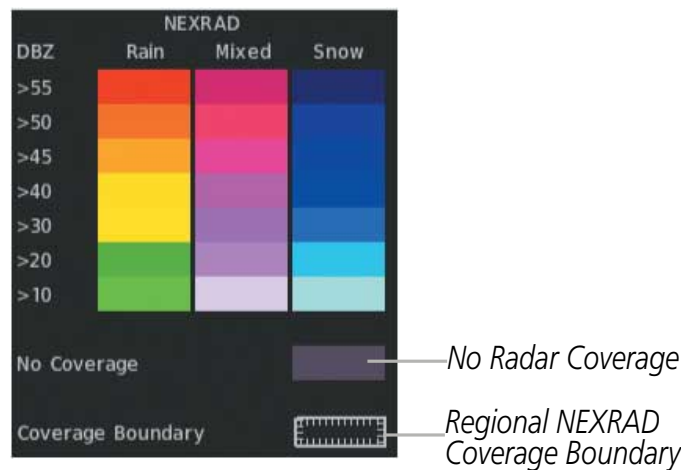 NEXRAD
DBZ Rain Mixed Snow
>55
>50
>45
>40
>30
>20
>10
No Coverage
No Radar Coverage
Coverage Boundary
Regional NEXRAD
Coverage Boundary